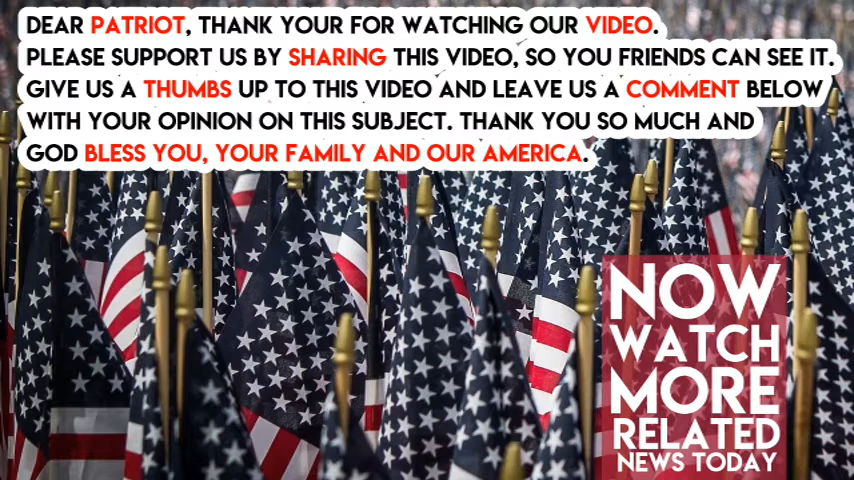 DEAR PATRIOT, THANK YOUR FOR WATCHING OUR VIDEO.
PLEASE SUPPORT US BY SHARING THIS VIDEO, SO YOU FRIENDS CAN SEE IT.
GIVE US A THUMBS UP TO THIS VIDEO AND LEAVE US A COMMENT BELOW
WITH YOUR OPINION ON THIS SUBJECT. THANK YOU SO MUCH AND
GOD BLESS YOU, YOUR FAMILY AND OUR AMERICA.
NOW
WATCH
MORE
RELATED
NEWS TODAY